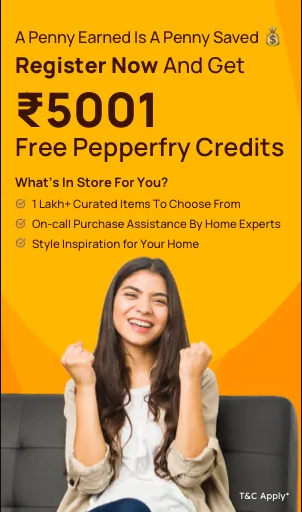 A Penny Earned Is A Penny Saved 💰
Register Now And Get
₹5001
Free Pepperfry Credits
What's In Store For You?
1 Lakh+ Curated Items To Choose From
On-call Purchase Assistance By Home Experts
Style Inspiration for Your Home
T&C Apply*